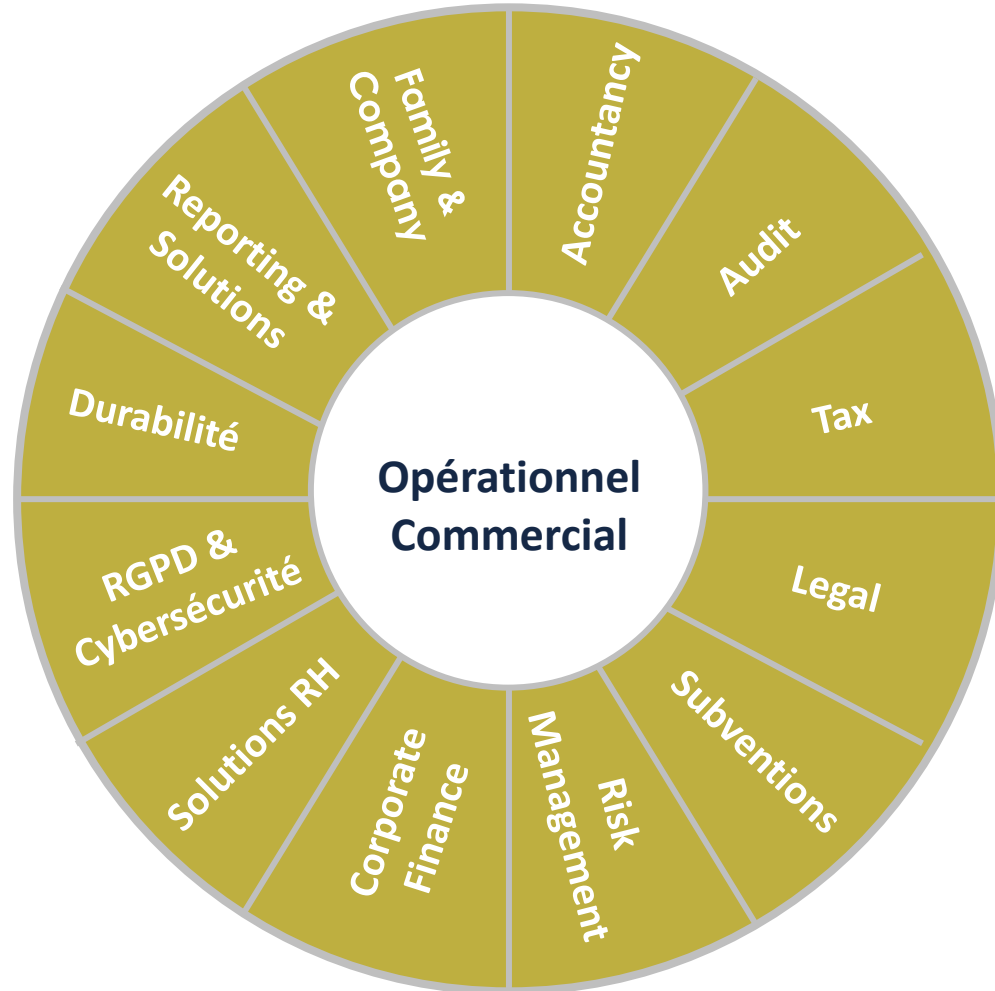 Accountancy
Audit
Tax
Legal
Subventions
Risk
Management
Corporate
Finance
Solutions RH
RGPD &
Cybersécurité
Durabilité
Reporting &
Solutions
Family &
Company
Opérationnel
Commercial